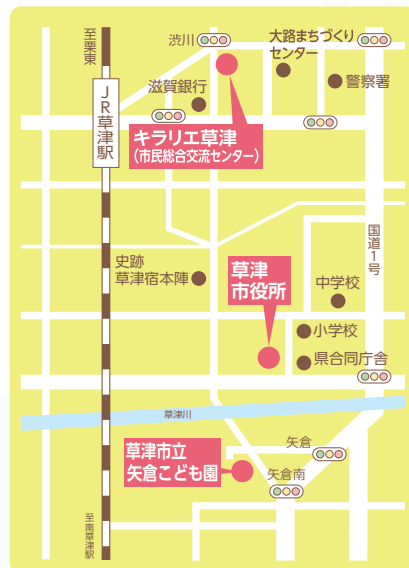 至栗東
JR草津駅
渋川
大路まちづくり
センター
滋賀銀行
警察署
キラリエ草津
(市民総合交流センター)
国道1号
史跡
草津宿本陣
草津
市役所
中学校
小学校
県合同庁舎
草津川
草津市立
矢倉こども園
矢倉
矢倉南
至南草津駅